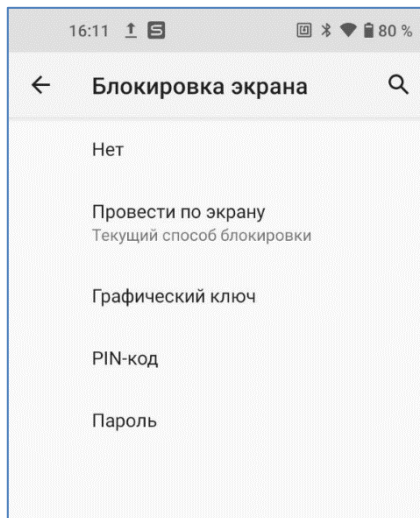 16:11 S 80 %
Блокировка экрана
Нет
Провести по экрану
Текущий способ блокировки
Графический ключ
PIN-код
Пароль